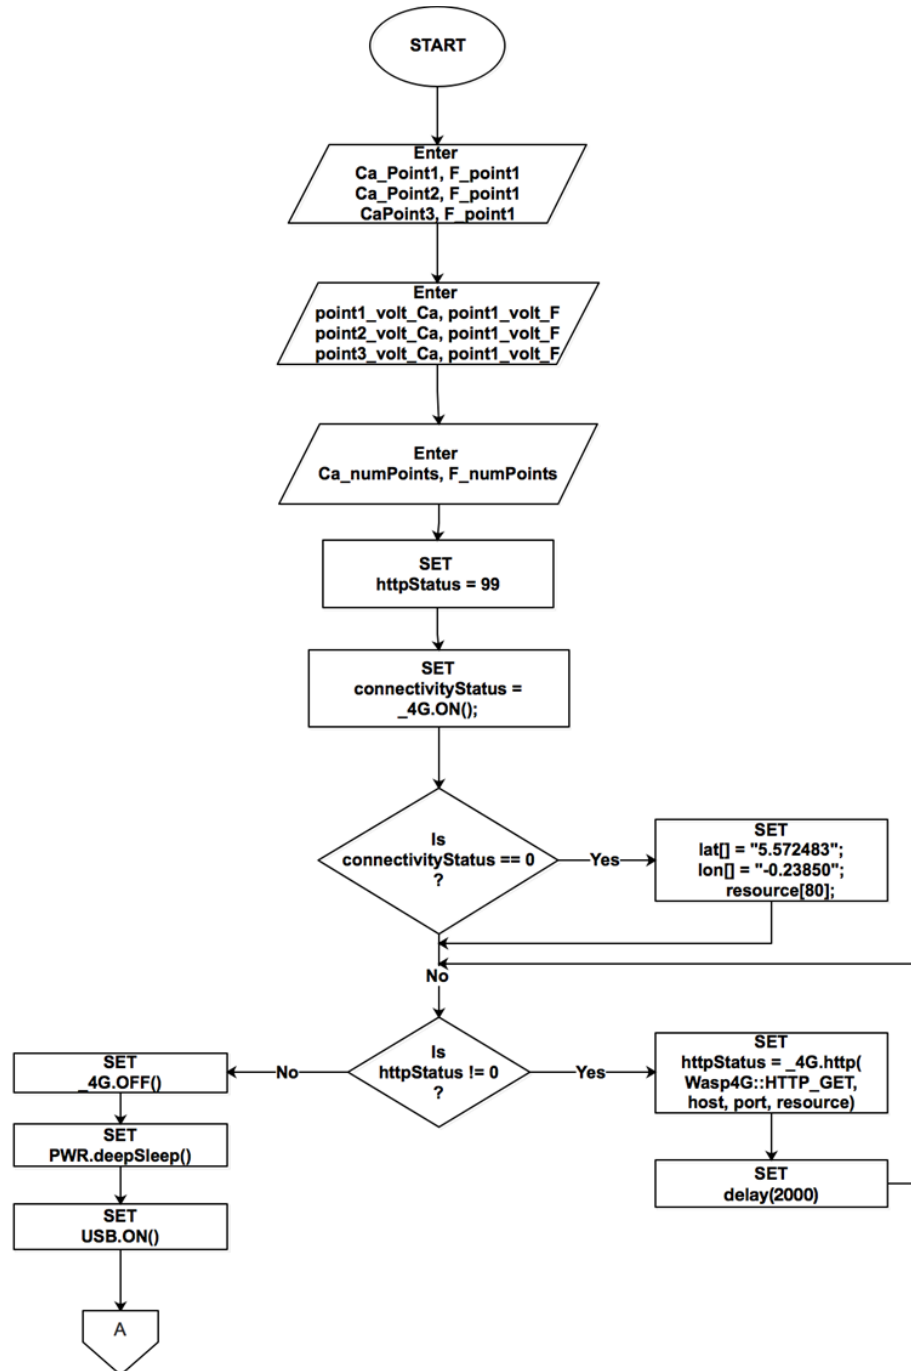 START
Enter
Ca_Point1, F_point1
Ca_Point2, F_point1
CaPoint3, F_point1
Enter
point1_volt_Ca, point1_volt_F
point2_volt_Ca, point1_volt_F
point3_volt_Ca, point1_volt_F
Enter
Ca_numPoints, F_numPoints
SET
httpStatus = 99
SET
connectivityStatus =
_4G.ON();
Is
connectivityStatus == 0
?
Yes
SET
lat[] = "5.572483";
lon[] = "-0.23850";
resource[80];
No
Is
httpStatus != 0
?
Yes
SET
httpStatus = _4G.http(
Wasp4G::HTTP_GET,
host, port, resource)
SET
delay(2000)
No
SET
_4G.OFF()
SET
PWR.deepSleep()
SET
USB.ON()
A